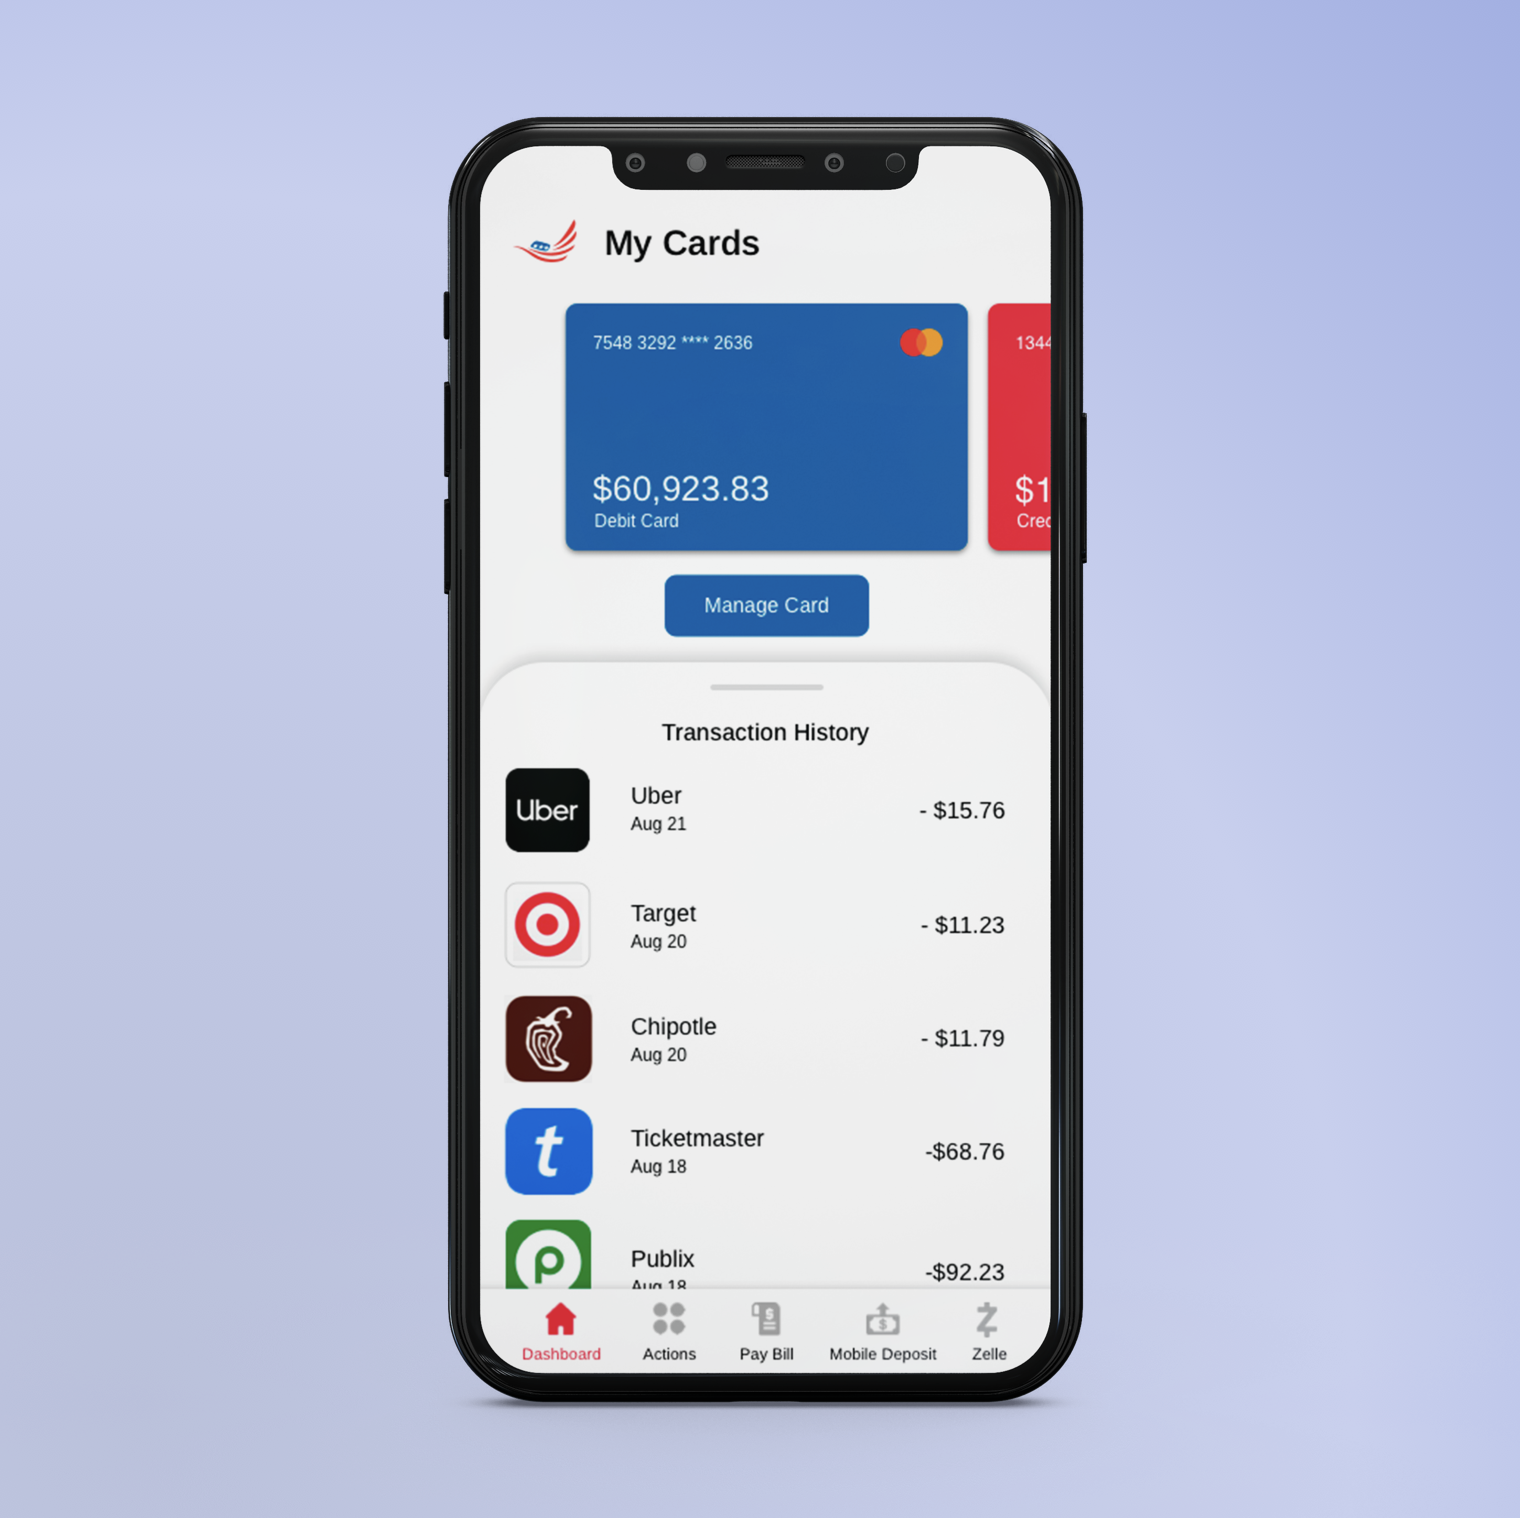 My Cards
7548 3292 **** 2636
1344
$60,923.83
$1
Debit Card
Manage Card
Transaction History
Uber
Uber
Aug 21
- $15.76
Target
Aug 20
- $11.23
Chipotle
Aug 20
- $11.79
t
Ticketmaster
Aug 18
-$68.76
p
Publix
Aug 18
-$92.23
Dashboard
Actions
Pay Bill
Mobile Deposit
Zelle